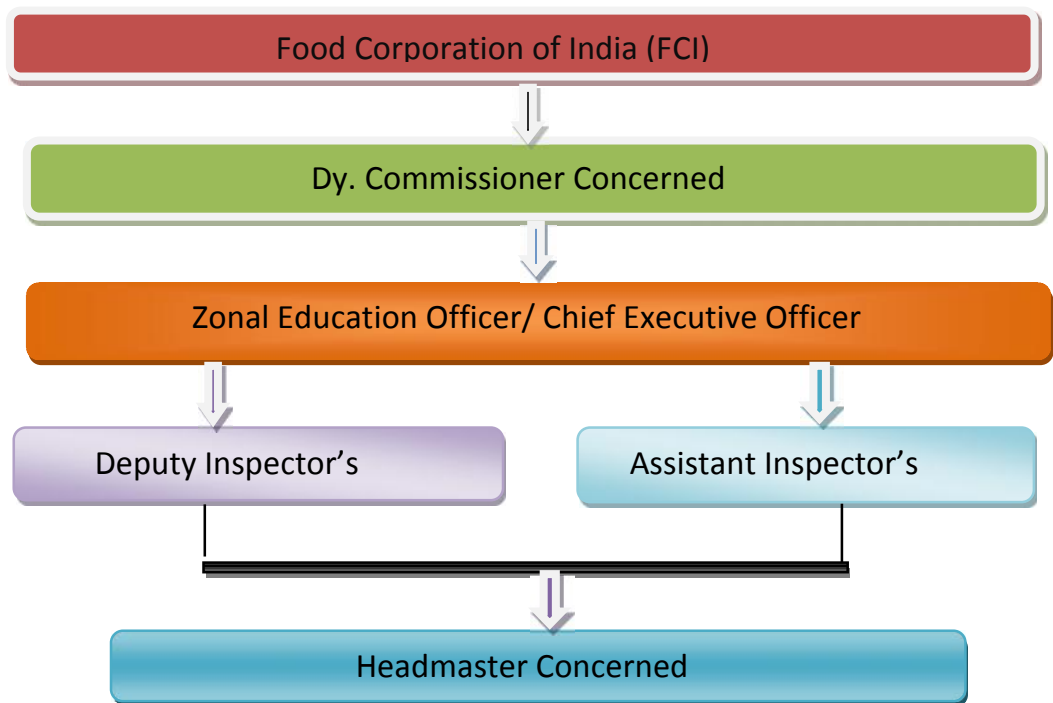 Food Corporation of India (FCI)
Dy. Commissioner Concerned
Zonal Education Officer/ Chief Executive Officer
Deputy Inspector’s
Assistant Inspector’s
Headmaster Concerned